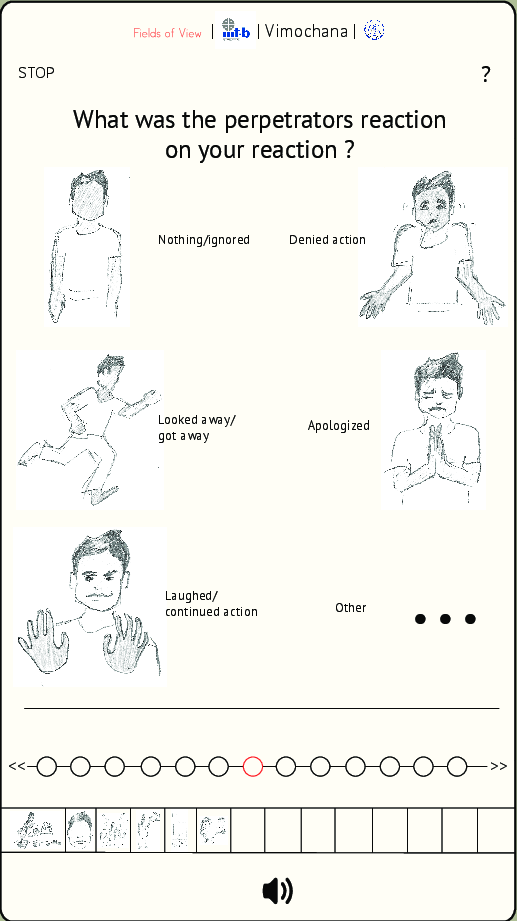 Fields of View | iiit-b | Vimochana |
STOP
?
What was the perpetrators reaction
on your reaction ?
Nothing/ignored
Denied action
Looked away/
got away
Apologized
Laughed/
continued action
Other
<<
>>